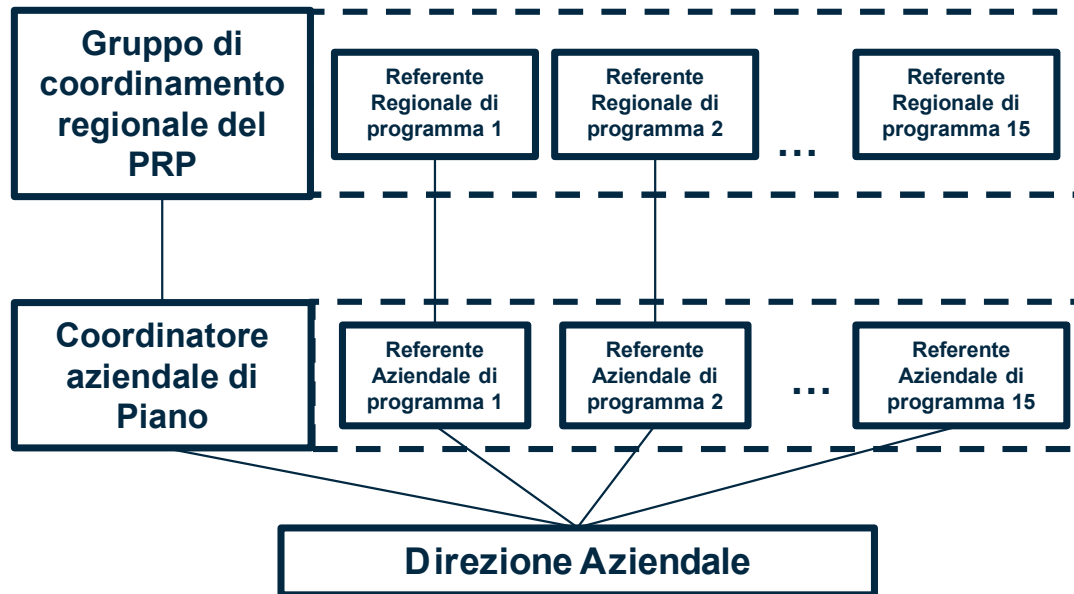 Gruppo di
coordinamento
regionale del
PRP
Referente
Regionale di
programma 1
Referente
Regionale di
programma 2
...
Referente
Regionale di
programma 15
Coordinatore
aziendale di
Piano
Referente
Aziendale di
programma 1
Referente
Aziendale di
programma 2
...
Referente
Aziendale di
programma 15
Direzione Aziendale